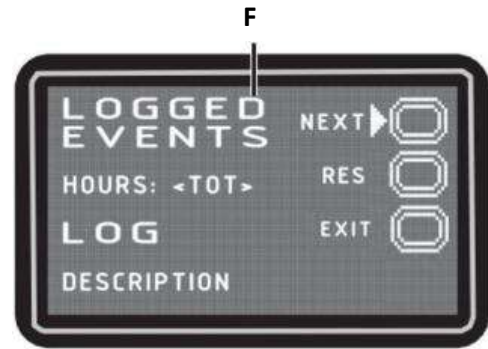 F
LOGGED
EVENTS
NEXT
HOURS: <TOT>
RES
LOG
EXIT
DESCRIPTION